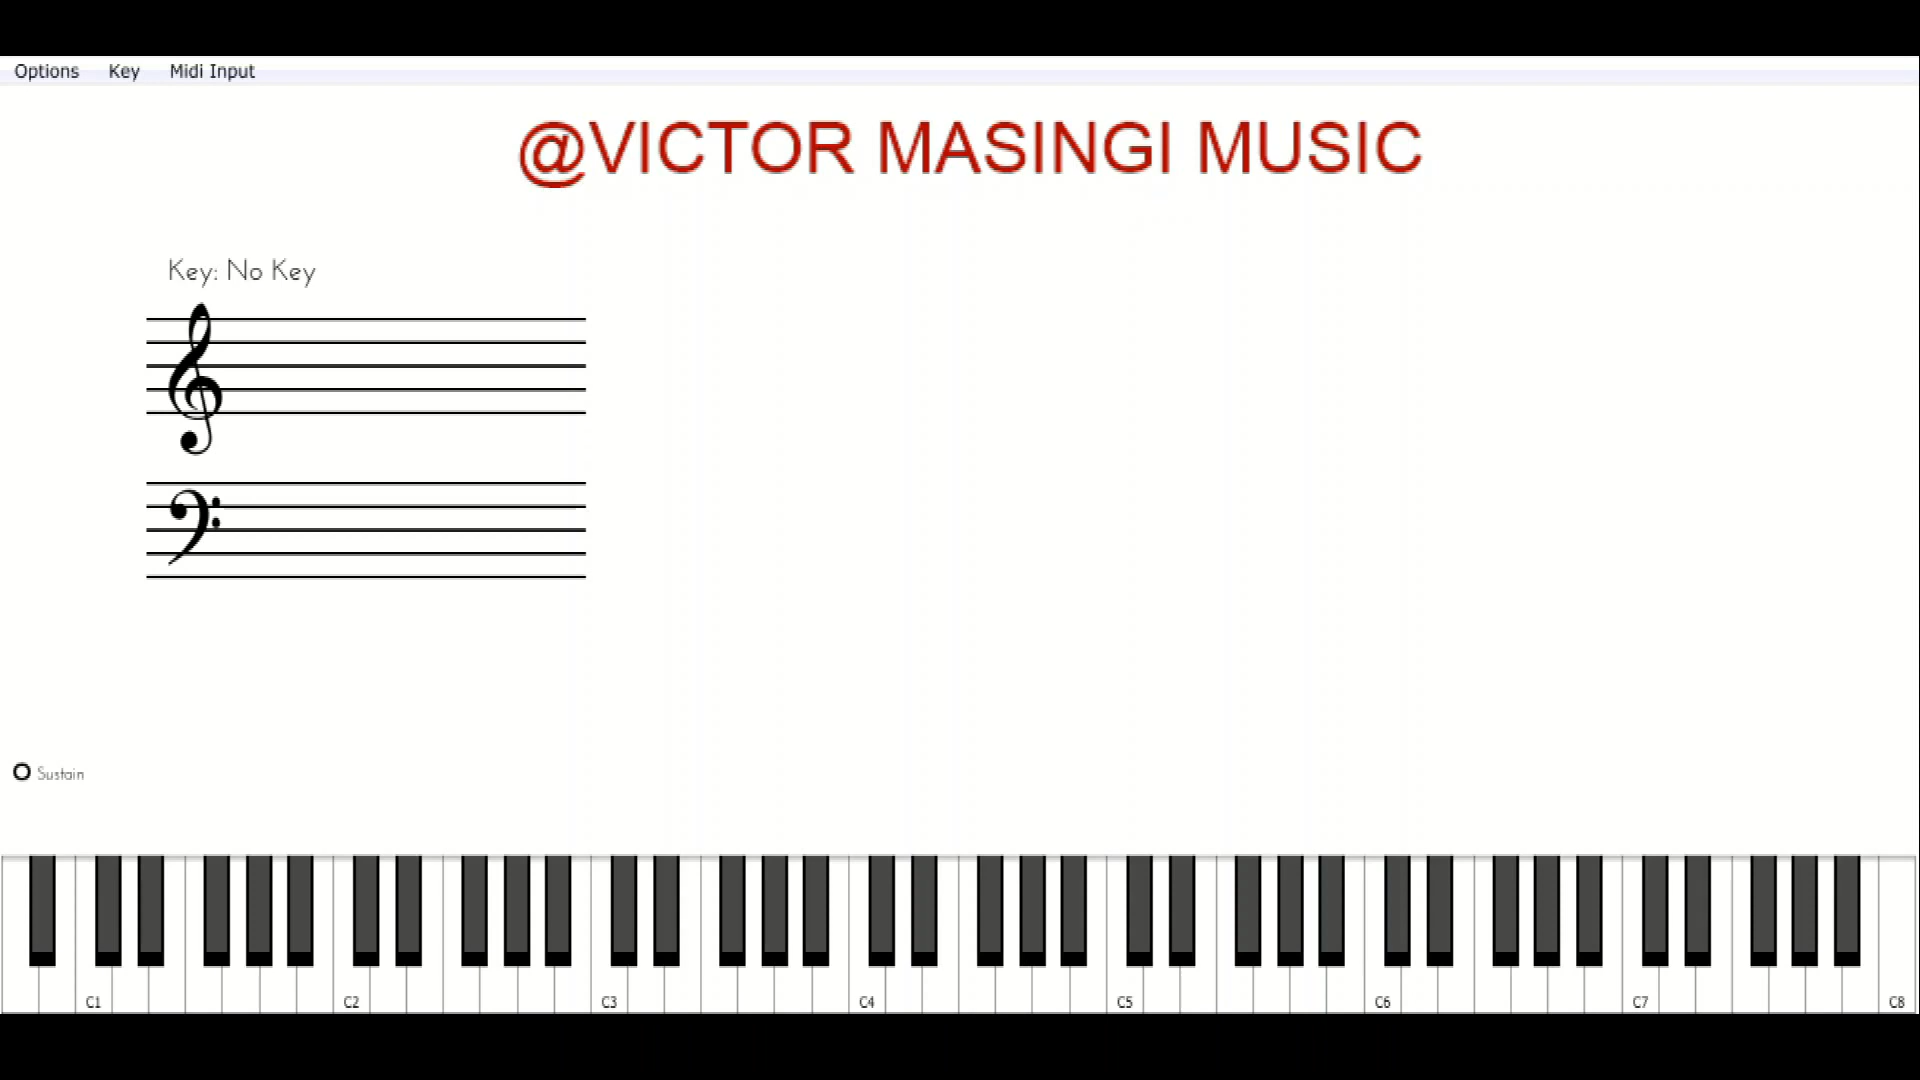 Options Key Midi Input
@VICTOR MASINGI MUSIC
Key: No Key
Sustain
C1 C2 C3 C4 C5 C6 C7 C8